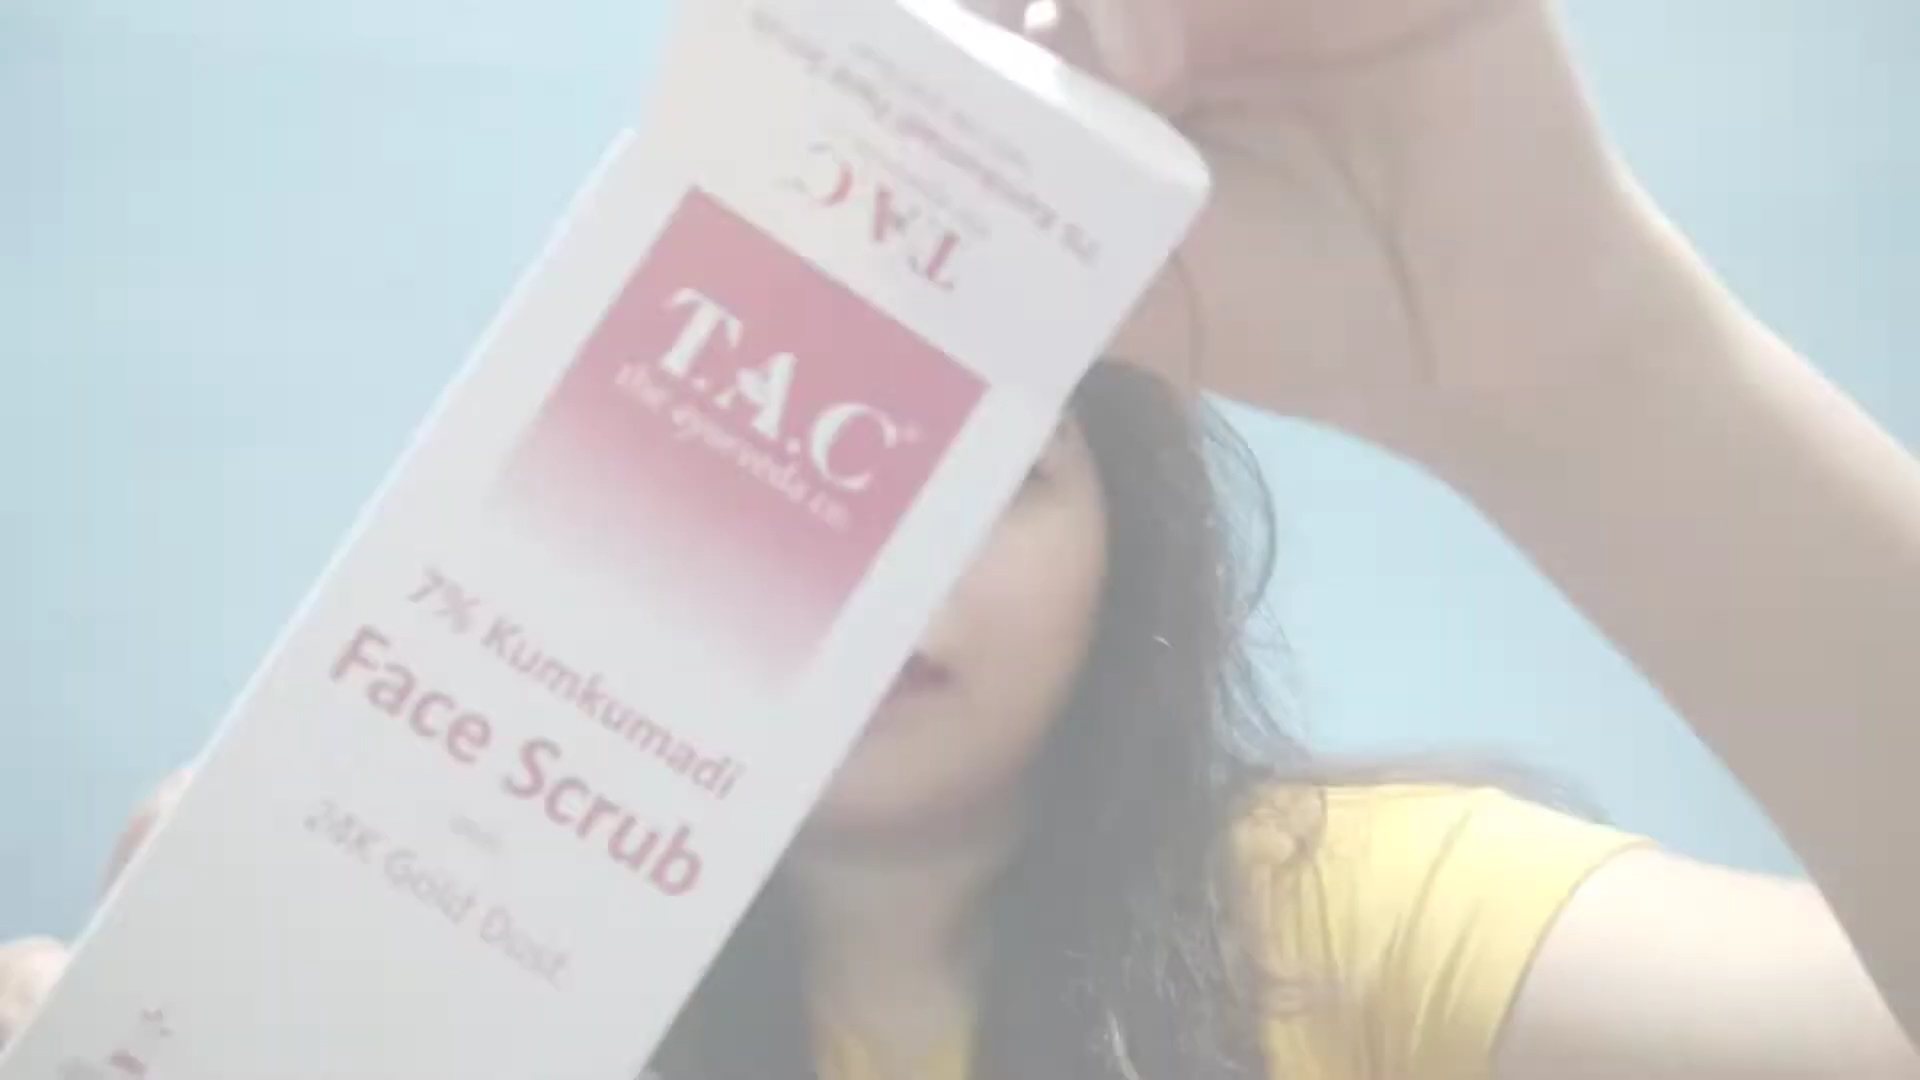 T.A.C
T.A.C
the ayurveda co.
7% Kumkumadi
Face Scrub
24K Gold Dust